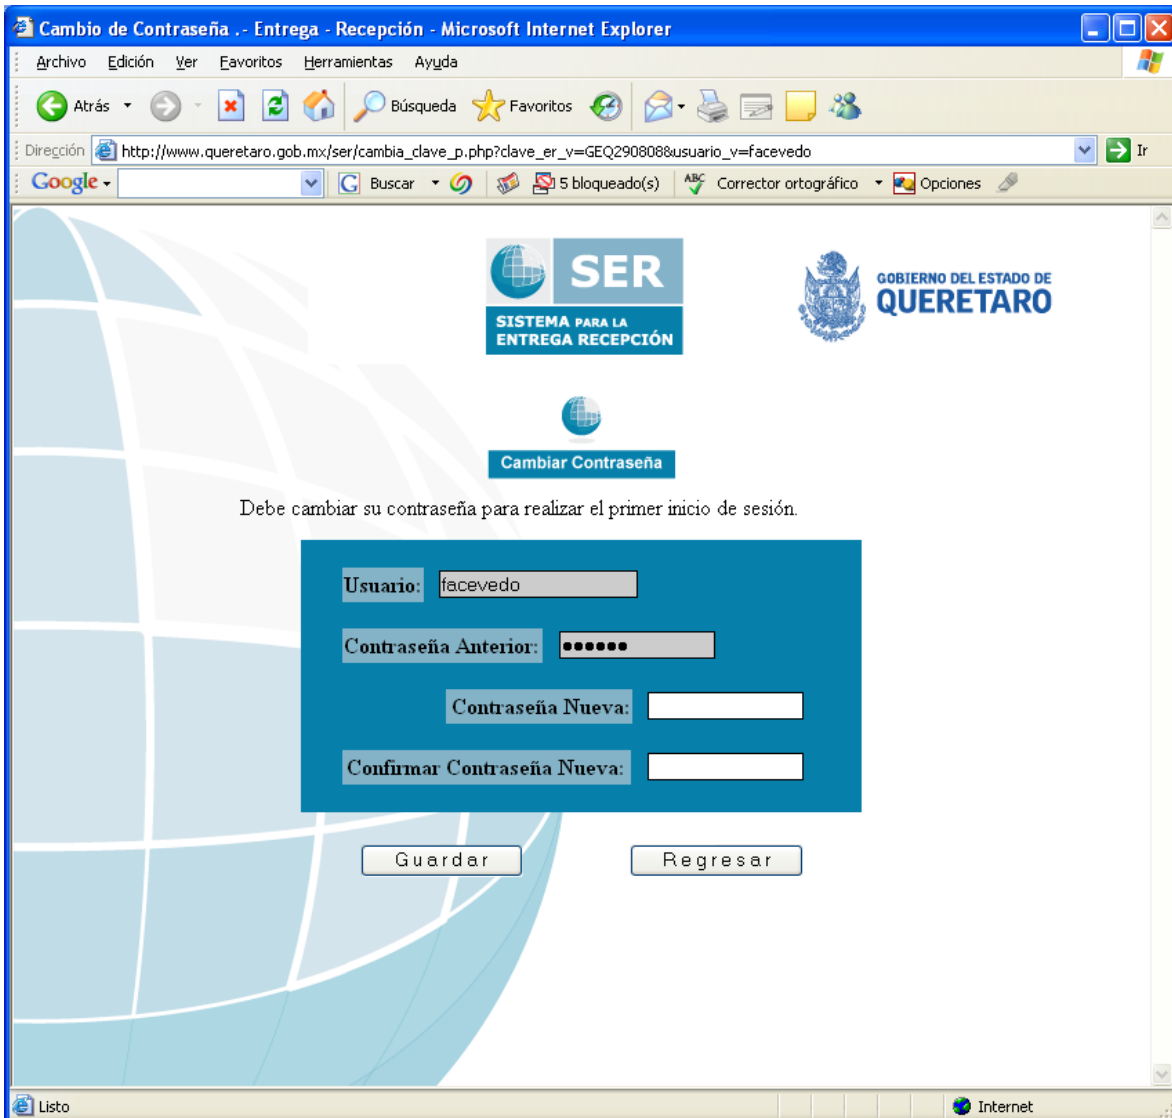 Cambio de Contraseña .- Entrega - Recepción - Microsoft Internet Explorer
Archivo Edición Ver Favoritos Herramientas Ayuda
Atrás Búsqueda Favoritos
Dirección http://www.queretaro.gob.mx/ser/cambia_clave_p.php?clave_er_v=GEQ290808&usuario_v=facevedo Ir
Google Buscar 5 bloqueado(s) ABC Corrector ortográfico Opciones
SER
SISTEMA PARA LA
ENTREGA RECEPCIÓN
GOBIERNO DEL ESTADO DE
QUERETARO
Cambiar Contraseña
Debe cambiar su contraseña para realizar el primer inicio de sesión.
Usuario: facevedo
Contraseña Anterior: ●●●●●●
Contraseña Nueva:
Confirmar Contraseña Nueva:
Guardar Regresar
Listo Internet